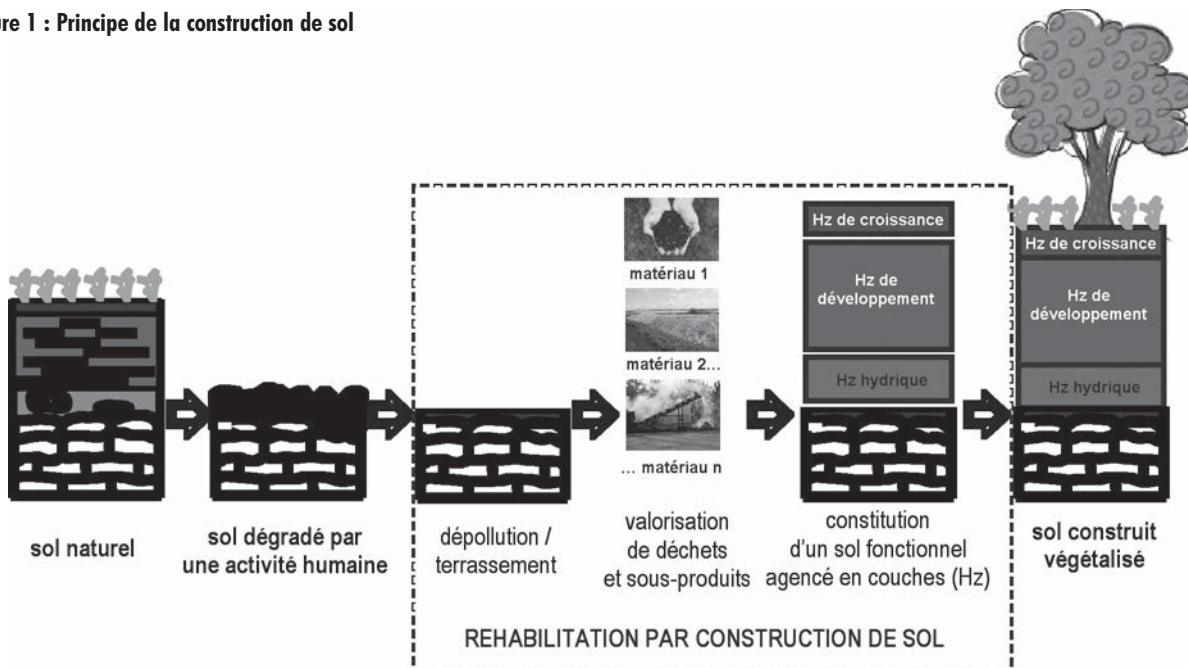 ure 1 : Principe de la construction de sol
Hz de croissance
Hz de
développement
Hz hydrique
matériau 1
matériau 2...
... matériau n
Hz de croissance
Hz de
développement
Hz hydrique
sol naturel
sol dégradé par
une activité humaine
dépollution /
terrassement
valorisation
de déchets
et sous-produits
constitution
d'un sol fonctionnel
agencé en couches (Hz)
sol construit
végétalisé
REHABILITATION PAR CONSTRUCTION DE SOL